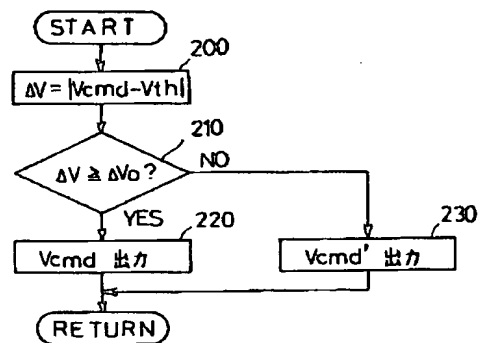 START
200
ΔV=|Vcmd-Vth|
210
ΔV≧ΔVo?
NO
YES
220
230
Vcmd 出力
Vcmd' 出力
RETURN